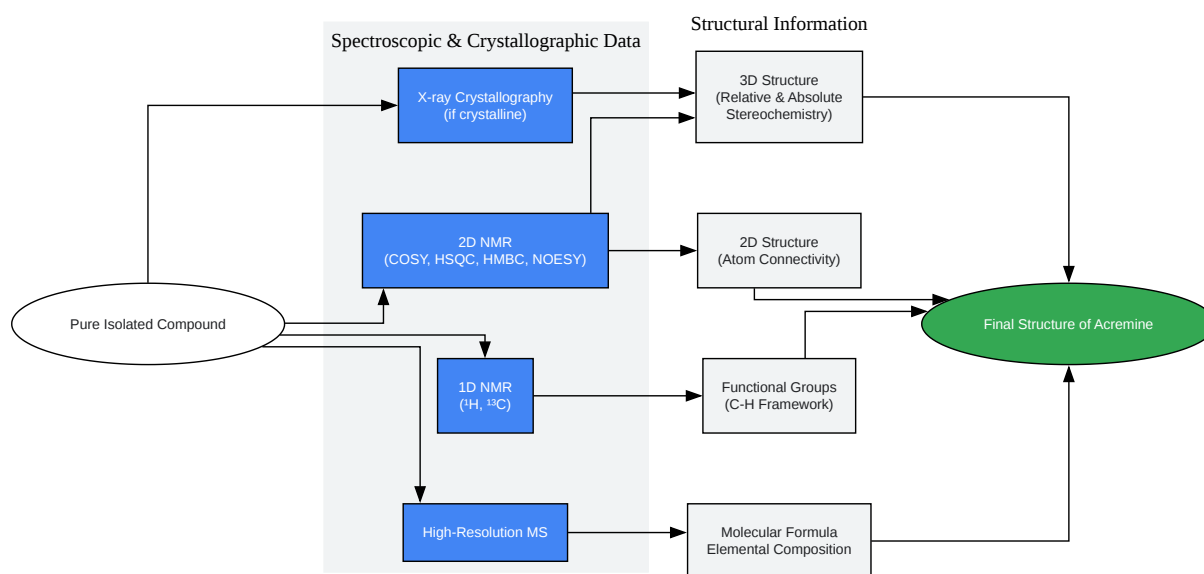 Structural Information
Spectroscopic & Crystallographic Data
X-ray Crystallography
(if crystalline)
3D Structure
(Relative & Absolute
Stereochemistry)
2D NMR
(COSY, HSQC, HMBC, NOESY)
2D Structure
(Atom Connectivity)
Pure Isolated Compound
Final Structure of Acremine
1D NMR
(¹H, ¹³C)
Functional Groups
(C-H Framework)
High-Resolution MS
Molecular Formula
Elemental Composition